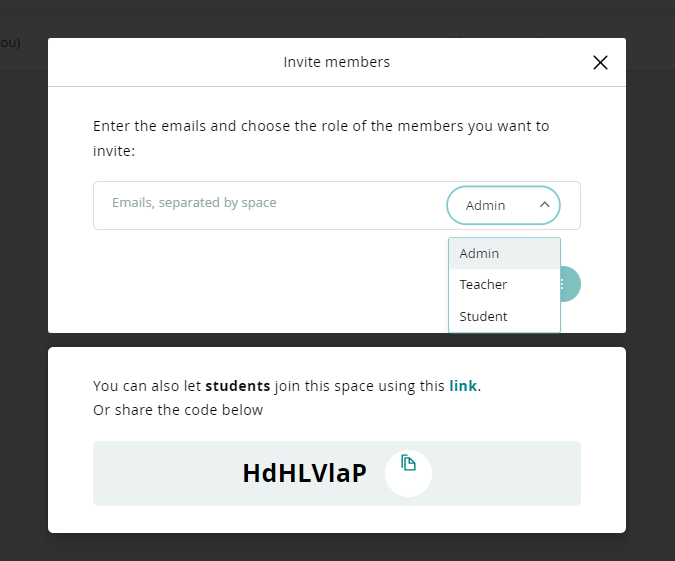 ou)
Invite members
Enter the emails and choose the role of the members you want to
invite:
Emails, separated by space
Admin
Admin
Teacher
Student
You can also let students join this space using this link.
Or share the code below
HdHLVlaP